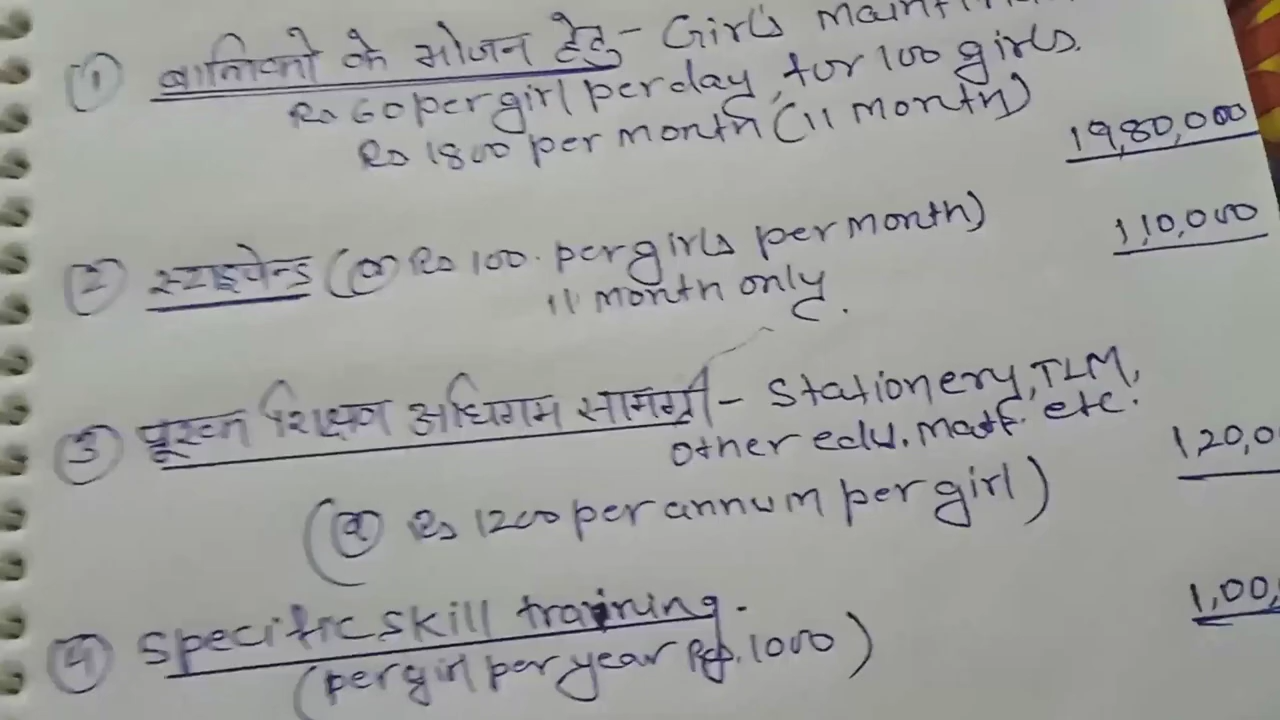 ① बालिकाओं के भोजन हेतु - Girls
Rs 60 per girl per day, for 100 girls.
Rs 1800 per month (11 month)
19,80,000
② स्टाइपेन्ड (@ Rs 100. per girls per month)
1,10,000
11 month only.
③ पूरक शिक्षण अधिगम सामग्री - Stationery, TLM,
other edu. mat. etc.
1,20,0
(@ Rs 1200 per annum per girl)
④ Specific skill training.
1,00,
(per girl per year Rs. 1000)